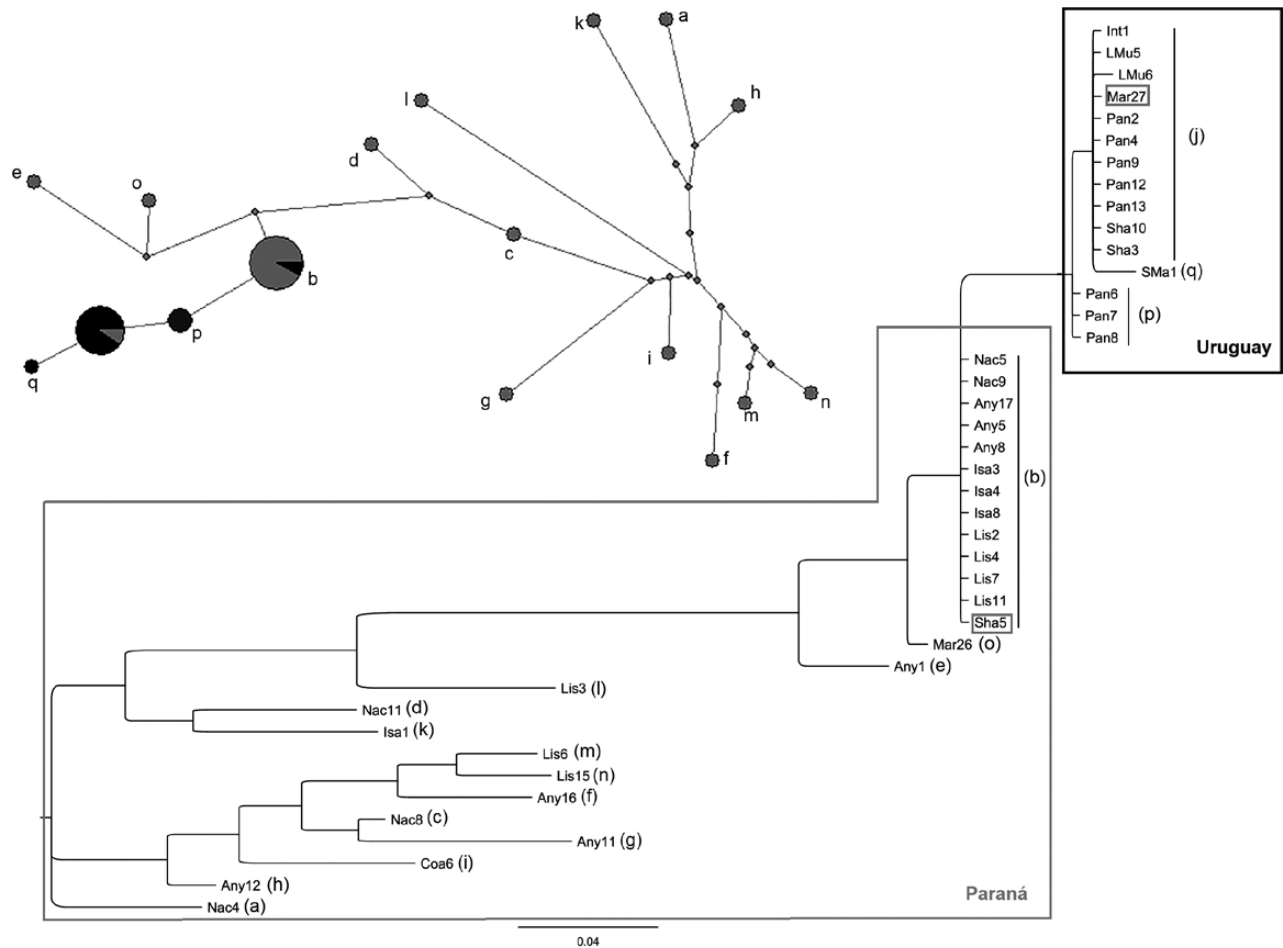 k
a
l
h
d
e
o
c
b
p
q
i
g
m
n
f
Int1
LMu5
LMu6
Mar27
Pan2
Pan4
(j)
Pan9
Pan12
Pan13
Sha10
Sha3
SMa1 (q)
Pan6
Pan7 (p)
Pan8
Uruguay
Nac5
Nac9
Any17
Any5
Any8
Isa3
(b)
Isa4
Isa8
Lis2
Lis4
Lis7
Lis11
Sha5
Mar26 (o)
Any1 (e)
Lis3 (l)
Nac11 (d)
Isa1 (k)
Lis6 (m)
Lis15 (n)
Any16 (f)
Nac8 (c)
Any11 (g)
Coa6 (i)
Any12 (h)
Nac4 (a)
Paraná
0.04